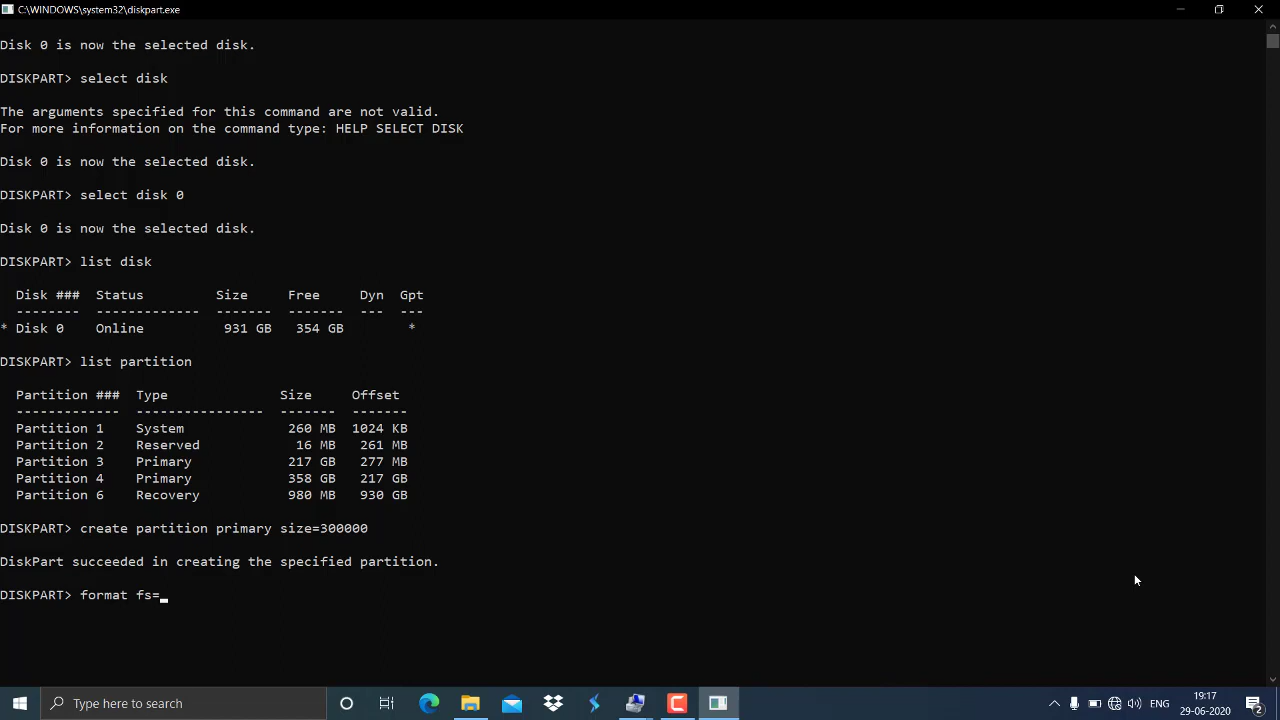 C:\WINDOWS\system32\diskpart.exe
Disk 0 is now the selected disk.
DISKPART> select disk
The arguments specified for this command are not valid.
For more information on the command type: HELP SELECT DISK
Disk 0 is now the selected disk.
DISKPART> select disk 0
Disk 0 is now the selected disk.
DISKPART> list disk
  Disk ###  Status         Size     Free     Dyn  Gpt
  --------  -------------  -------  -------  ---  ---
* Disk 0    Online          931 GB   354 GB        *
DISKPART> list partition
  Partition ###  Type              Size     Offset
  -------------  ----------------  -------  -------
  Partition 1    System             260 MB  1024 KB
  Partition 2    Reserved            16 MB   261 MB
  Partition 3    Primary            217 GB   277 MB
  Partition 4    Primary            358 GB   217 GB
  Partition 6    Recovery           980 MB   930 GB
DISKPART> create partition primary size=300000
DiskPart succeeded in creating the specified partition.
DISKPART> format fs=_
Type here to search
ENG
19:17
29-06-2020
2